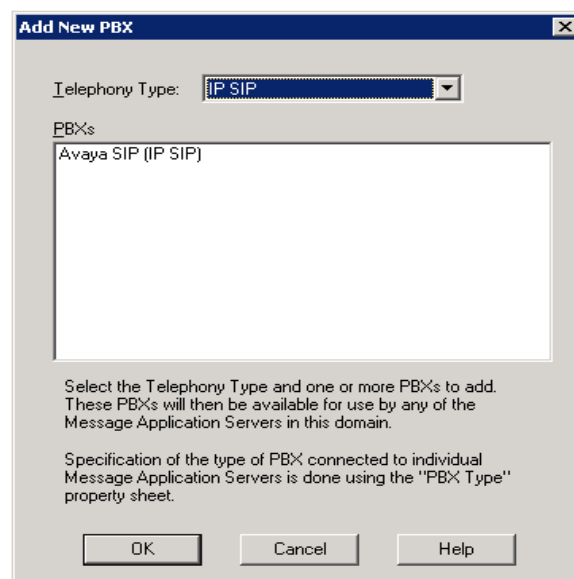 Add New PBX
Telephony Type: IP SIP
PBXs
Avaya SIP (IP SIP)
Select the Telephony Type and one or more PBXs to add.
These PBXs will then be available for use by any of the
Message Application Servers in this domain.
Specification of the type of PBX connected to individual
Message Application Servers is done using the "PBX Type"
property sheet.
OK Cancel Help